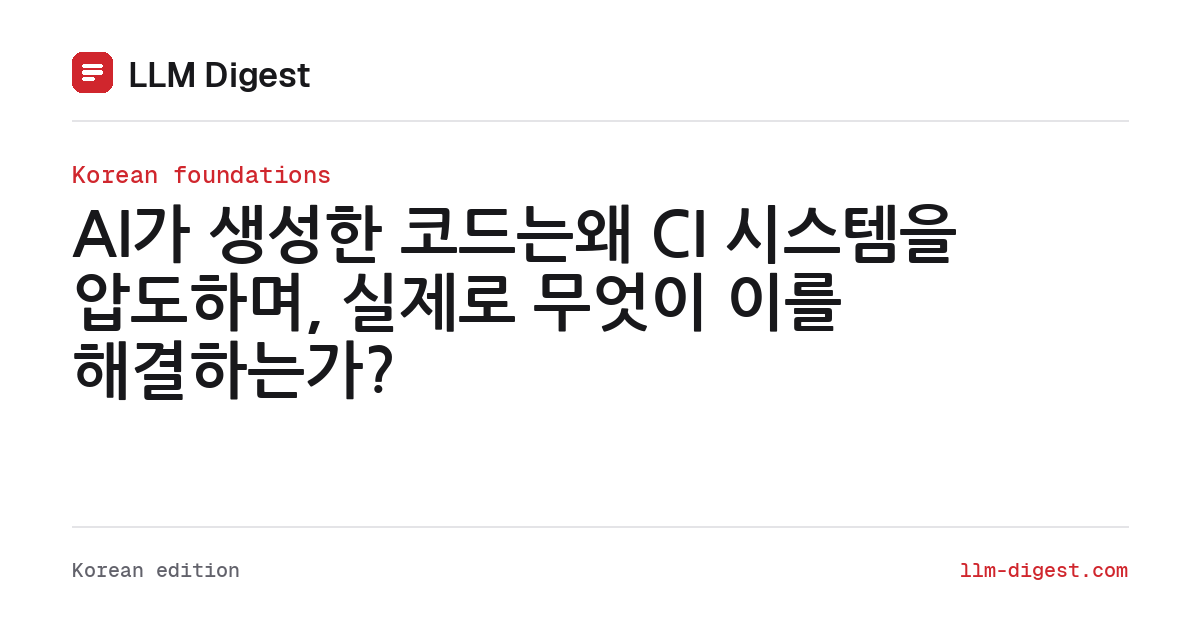 LLM Digest
Korean foundations
AI가 생성한 코드는왜 CI 시스템을
압도하며, 실제로 무엇이 이를
해결하는가?
Korean edition
llm-digest.com